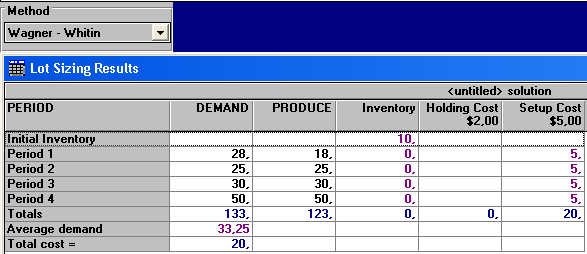 Method
Wagner - Whitin
Lot Sizing Results
<untitled> solution
PERIOD DEMAND PRODUCE Inventory Holding Cost Setup Cost
$2,00 $5,00
Initial Inventory 10,
Period 1 28, 18, 0, 5,
Period 2 25, 25, 0, 5,
Period 3 30, 30, 0, 5,
Period 4 50, 50, 0, 5,
Totals 133, 123, 0, 0, 20,
Average demand 33,25
Total cost = 20,